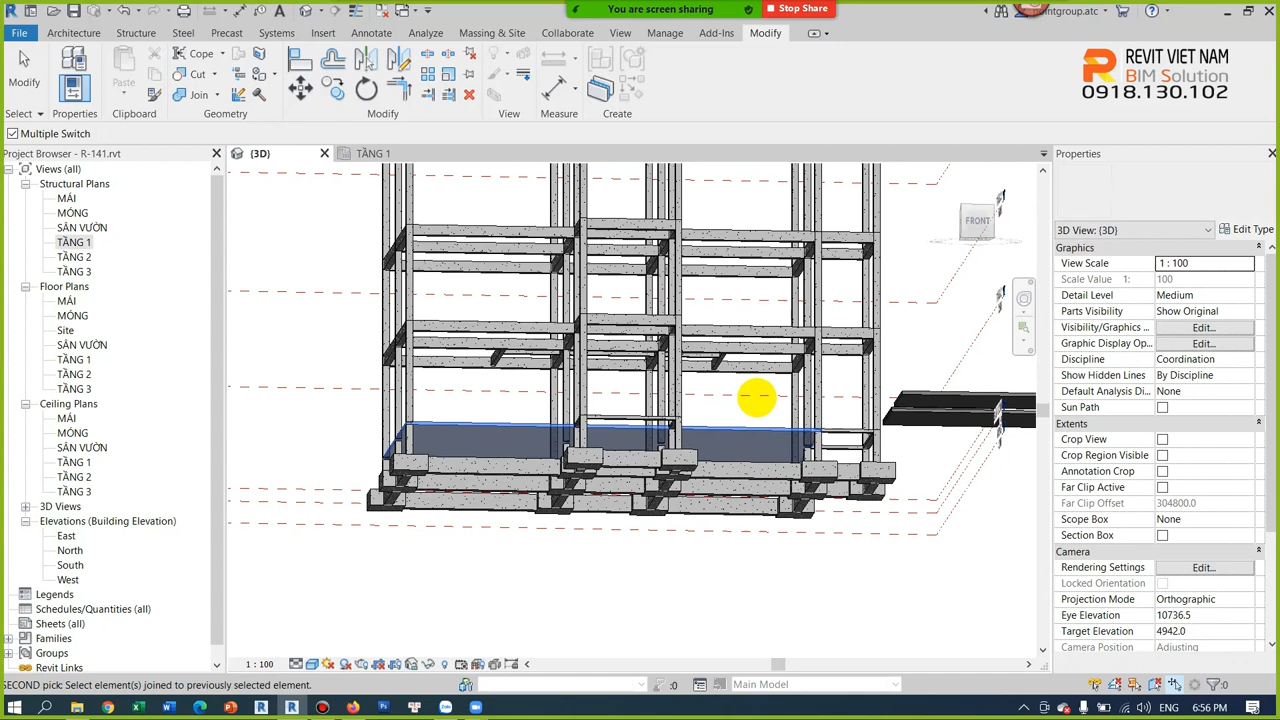 You are screen sharing
Stop Share
ointgroup.atc
File
Architecture
Structure
Steel
Precast
Systems
Insert
Annotate
Analyze
Massing & Site
Collaborate
View
Manage
Add-Ins
Modify
Modify
Paste
Cope
Cut
Join
Select
Properties
Clipboard
Geometry
Modify
View
Measure
Create
REVIT VIET NAM
BIM Solution
0918.130.102
Multiple Switch
Project Browser - R-141.rvt
Views (all)
Structural Plans
MÁI
MÓNG
SÂN VƯỜN
TẦNG 1
TẦNG 2
TẦNG 3
Floor Plans
MÁI
MÓNG
Site
SÂN VƯỜN
TẦNG 1
TẦNG 2
TẦNG 3
Ceiling Plans
MÁI
MÓNG
SÂN VƯỜN
TẦNG 1
TẦNG 2
TẦNG 3
3D Views
Elevations (Building Elevation)
East
North
South
West
Legends
Schedules/Quantities (all)
Sheets (all)
Families
Groups
Revit Links
{3D}
TẦNG 1
FRONT
1 : 100
Properties
3D View: {3D}
Edit Type
Graphics
View Scale 1 : 100
Scale Value 1: 100
Detail Level Medium
Parts Visibility Show Original
Visibility/Graphics ... Edit...
Graphic Display Op... Edit...
Discipline Coordination
Show Hidden Lines By Discipline
Default Analysis Di... None
Sun Path
Extents
Crop View
Crop Region Visible
Annotation Crop
Far Clip Active
Far Clip Offset 304800.0
Scope Box None
Section Box
Camera
Rendering Settings Edit...
Locked Orientation
Projection Mode Orthographic
Eye Elevation 10736.5
Target Elevation 4942.0
Camera Position Adjusting
SECOND pick: Select element(s) joined to previously selected element.
:0
Main Model
:0
ENG
6:56 PM